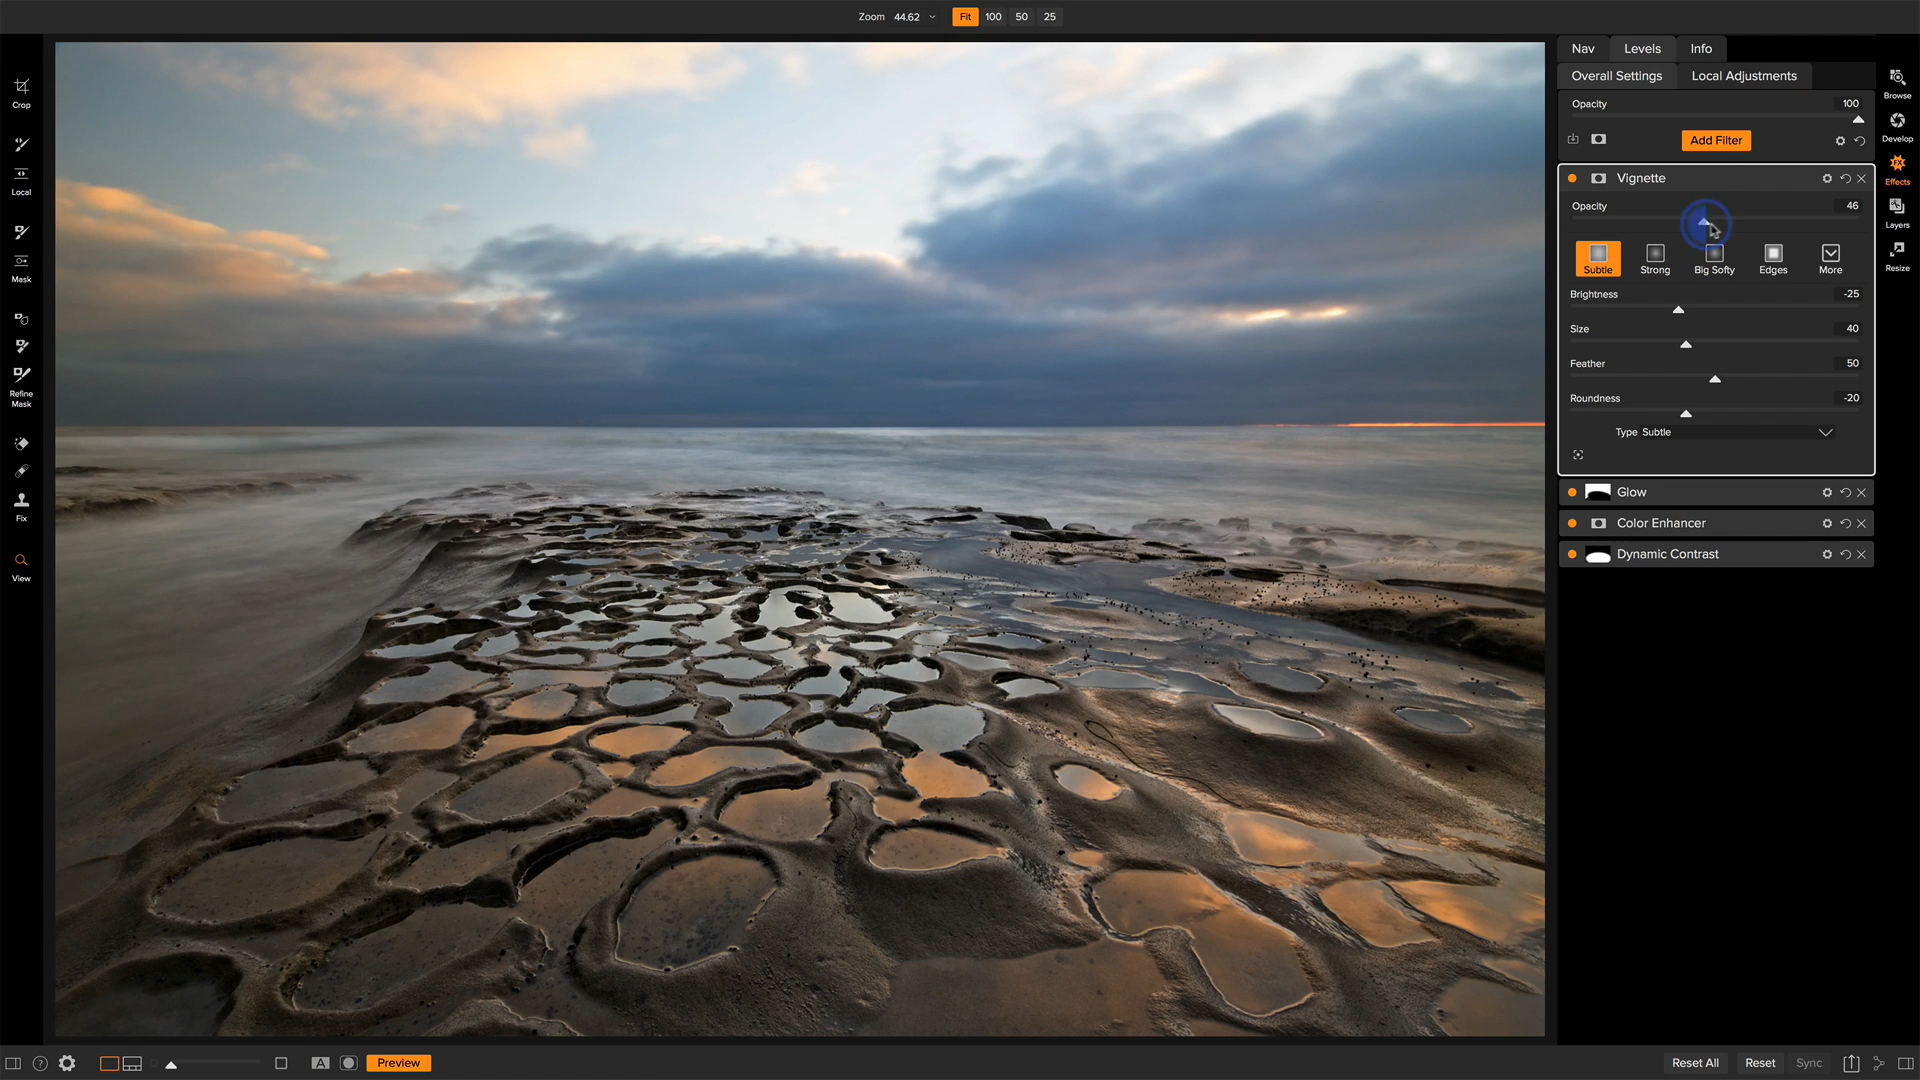 Zoom 44.62 Fit 100 50 25
Nav Levels Info
Overall Settings Local Adjustments
Opacity 100
Add Filter
Vignette
Opacity 46
Subtle Strong Big Softy Edges More
Brightness -25
Size 40
Feather 50
Roundness -20
Type Subtle
Glow
Color Enhancer
Dynamic Contrast
Crop
Local
Mask
Refine
Mask
Fix
View
Browse
Develop
FX
Effects
Layers
Resize
? A Preview
Reset All Reset Sync